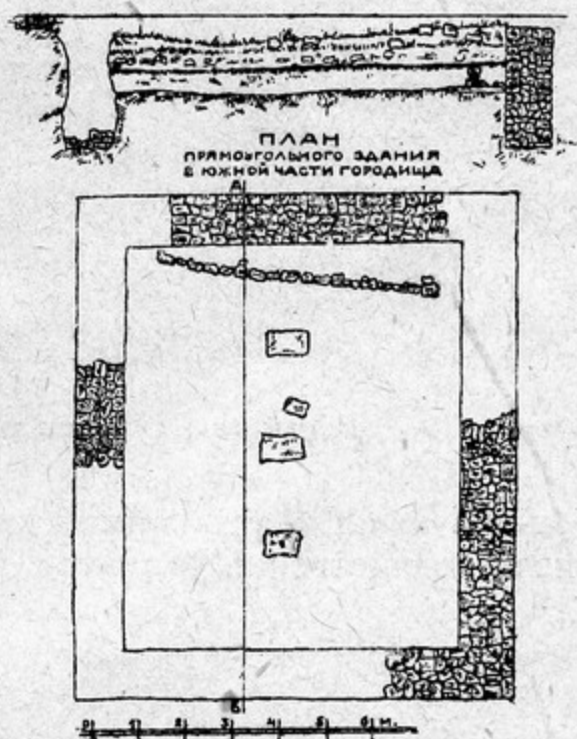 ПЛАН
ПРЯМОУГОЛЬНОГО ЗДАНИЯ
В ЮЖНОЙ ЧАСТИ ГОРОДИЩА
А
Б
0 1 2 3 4 5 6 М.